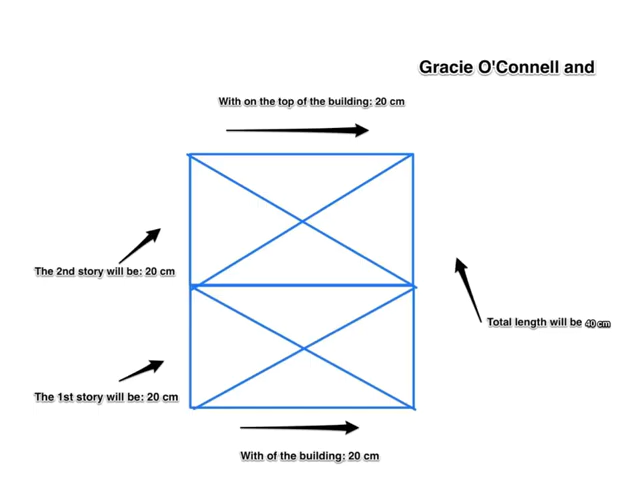 Gracie O'Connell and
With on the top of the building: 20 cm
The 2nd story will be: 20 cm
Total length will be 40 cm
The 1st story will be: 20 cm
With of the building: 20 cm